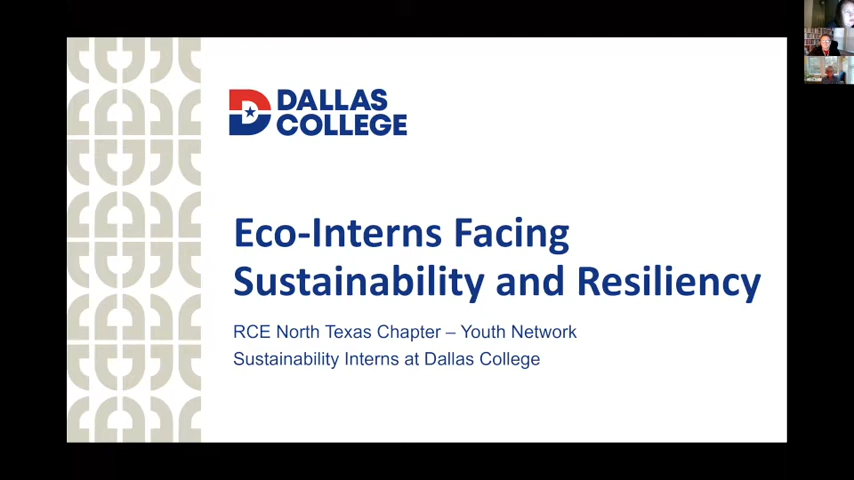 DALLAS
COLLEGE
Eco-Interns Facing
Sustainability and Resiliency
RCE North Texas Chapter – Youth Network
Sustainability Interns at Dallas College